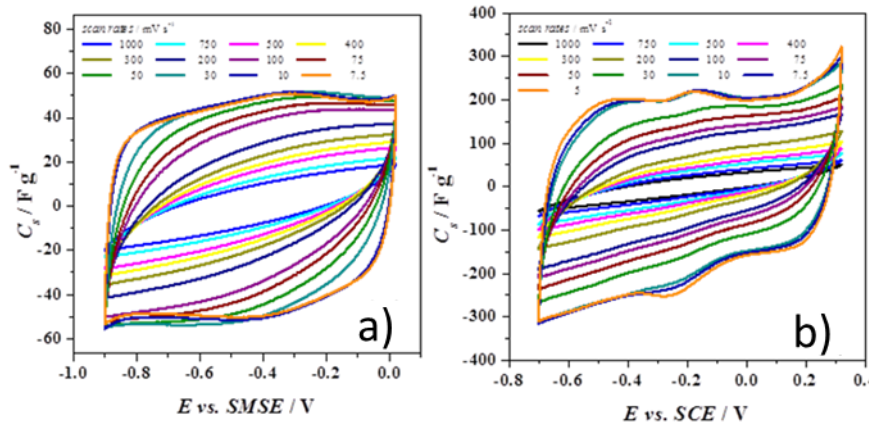 scan rates / mV s⁻¹
1000 750 500 400
300 200 100 75
50 30 10 7.5
80
60
40
20
0
-20
-40
-60
Cs / F g⁻¹
-1.0 -0.8 -0.6 -0.4 -0.2 0.0
E vs. SMSE / V
a)
scan rates / mV s⁻¹
1000 750 500 400
300 200 100 75
50 30 10 7.5
5
400
300
200
100
0
-100
-200
-300
-400
Cs / F g⁻¹
-0.8 -0.6 -0.4 -0.2 0.0 0.2 0.4
E vs. SCE / V
b)